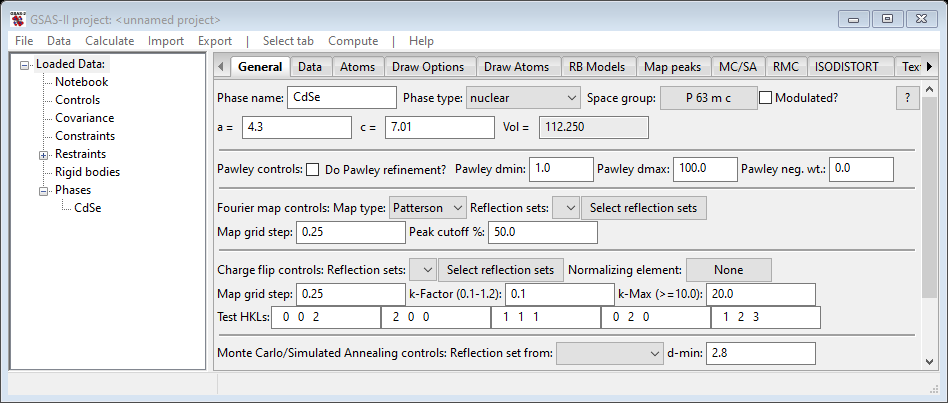 GSAS-II project: <unnamed project>
File Data Calculate Import Export | Select tab Compute | Help
Loaded Data:
Notebook
Controls
Covariance
Constraints
Restraints
Rigid bodies
Phases
CdSe
General Data Atoms Draw Options Draw Atoms RB Models Map peaks MC/SA RMC ISODISTORT Text
Phase name: CdSe Phase type: nuclear Space group: P 63 m c Modulated? ?
a = 4.3 c = 7.01 Vol = 112.250
Pawley controls: Do Pawley refinement? Pawley dmin: 1.0 Pawley dmax: 100.0 Pawley neg. wt.: 0.0
Fourier map controls: Map type: Patterson Reflection sets: Select reflection sets
Map grid step: 0.25 Peak cutoff %: 50.0
Charge flip controls: Reflection sets: Select reflection sets Normalizing element: None
Map grid step: 0.25 k-Factor (0.1-1.2): 0.1 k-Max (>=10.0): 20.0
Test HKLs: 0 0 2 2 0 0 1 1 1 0 2 0 1 2 3
Monte Carlo/Simulated Annealing controls: Reflection set from: d-min: 2.8